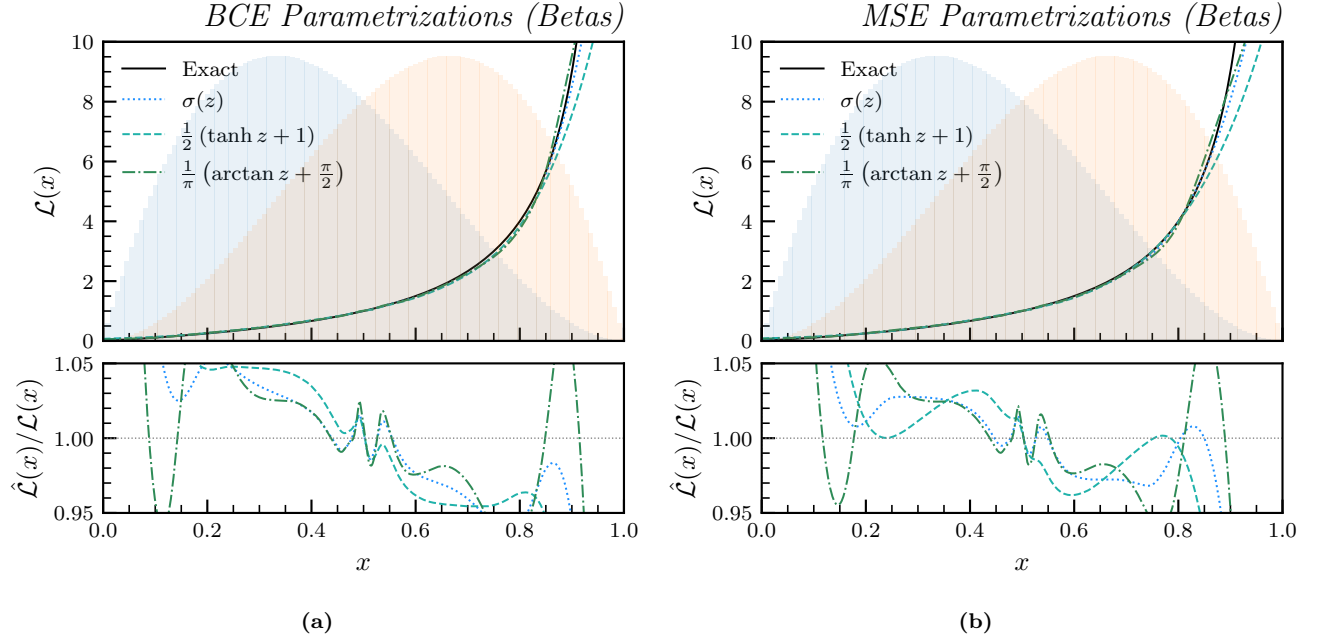 BCE Parametrizations (Betas)
10
8
6
4
2
0
ℒ(x)
Exact
σ(z)
½ (tanh z + 1)
1/π (arctan z + π/2)
1.05
1.00
0.95
ℒ̂(x)/ℒ(x)
0.0 0.2 0.4 0.6 0.8 1.0
x
(a)
MSE Parametrizations (Betas)
10
8
6
4
2
0
ℒ(x)
Exact
σ(z)
½ (tanh z + 1)
1/π (arctan z + π/2)
1.05
1.00
0.95
ℒ̂(x)/ℒ(x)
0.0 0.2 0.4 0.6 0.8 1.0
x
(b)